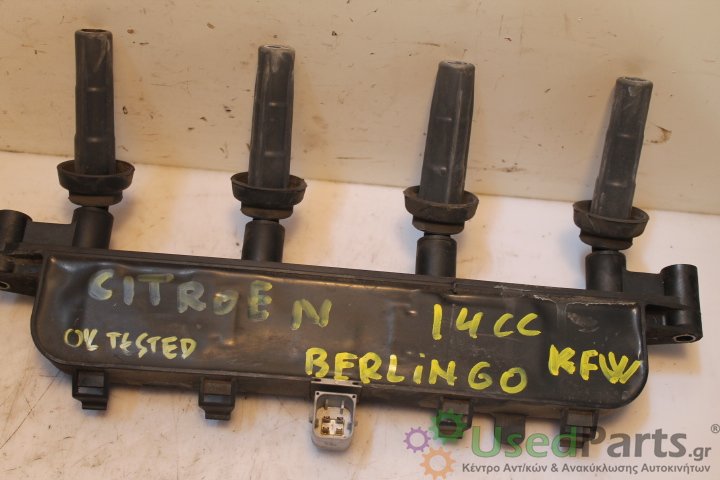 CITROEN 14CC
OK TESTED BERLINGO KFW
UsedParts.gr®
Κέντρο Αντ/κών & Ανακύκλωσης Αυτοκινήτων